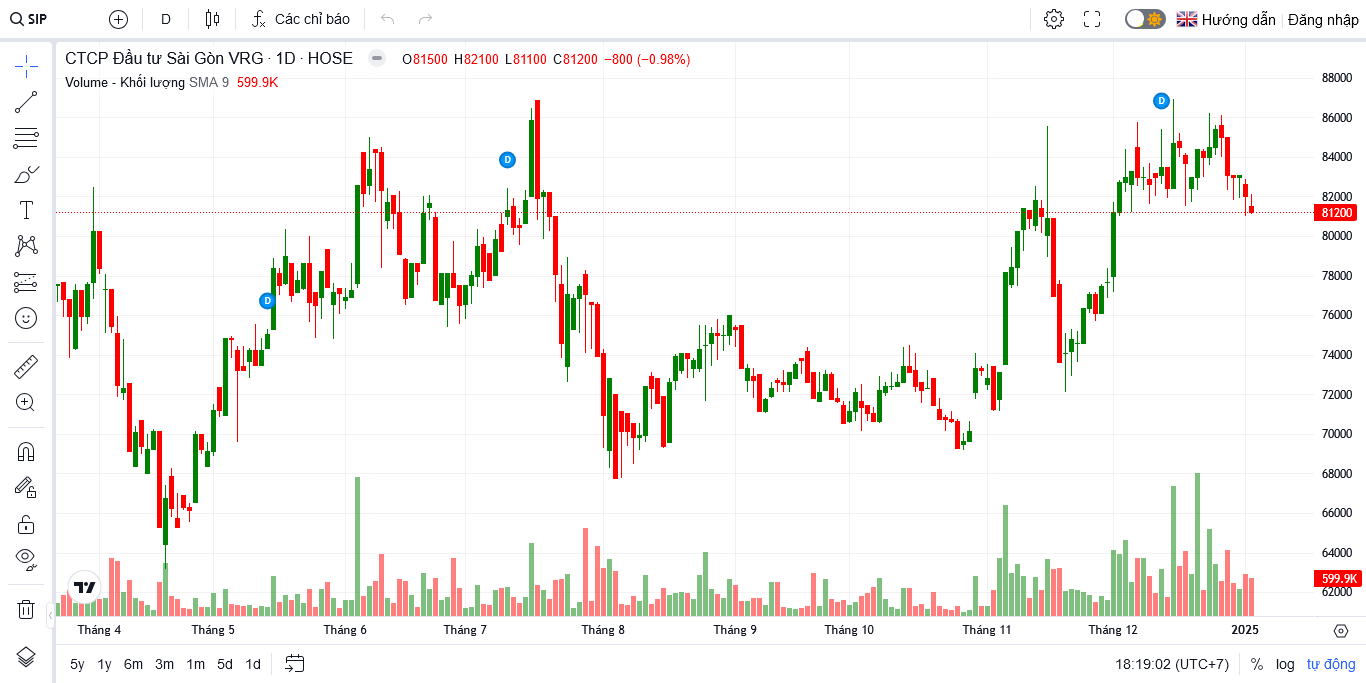 SIP D Các chỉ báo Hướng dẫn Đăng nhập
CTCP Đầu tư Sài Gòn VRG · 1D · HOSE O81500 H82100 L81100 C81200 −800 (−0.98%)
Volume - Khối lượng SMA 9 599.9K
88000
86000
84000
82000
81200
80000
78000
76000
74000
72000
70000
68000
66000
64000
599.9K
62000
D
D
D
Tháng 4 Tháng 5 Tháng 6 Tháng 7 Tháng 8 Tháng 9 Tháng 10 Tháng 11 Tháng 12 2025
5y 1y 6m 3m 1m 5d 1d 18:19:02 (UTC+7) % log tự động